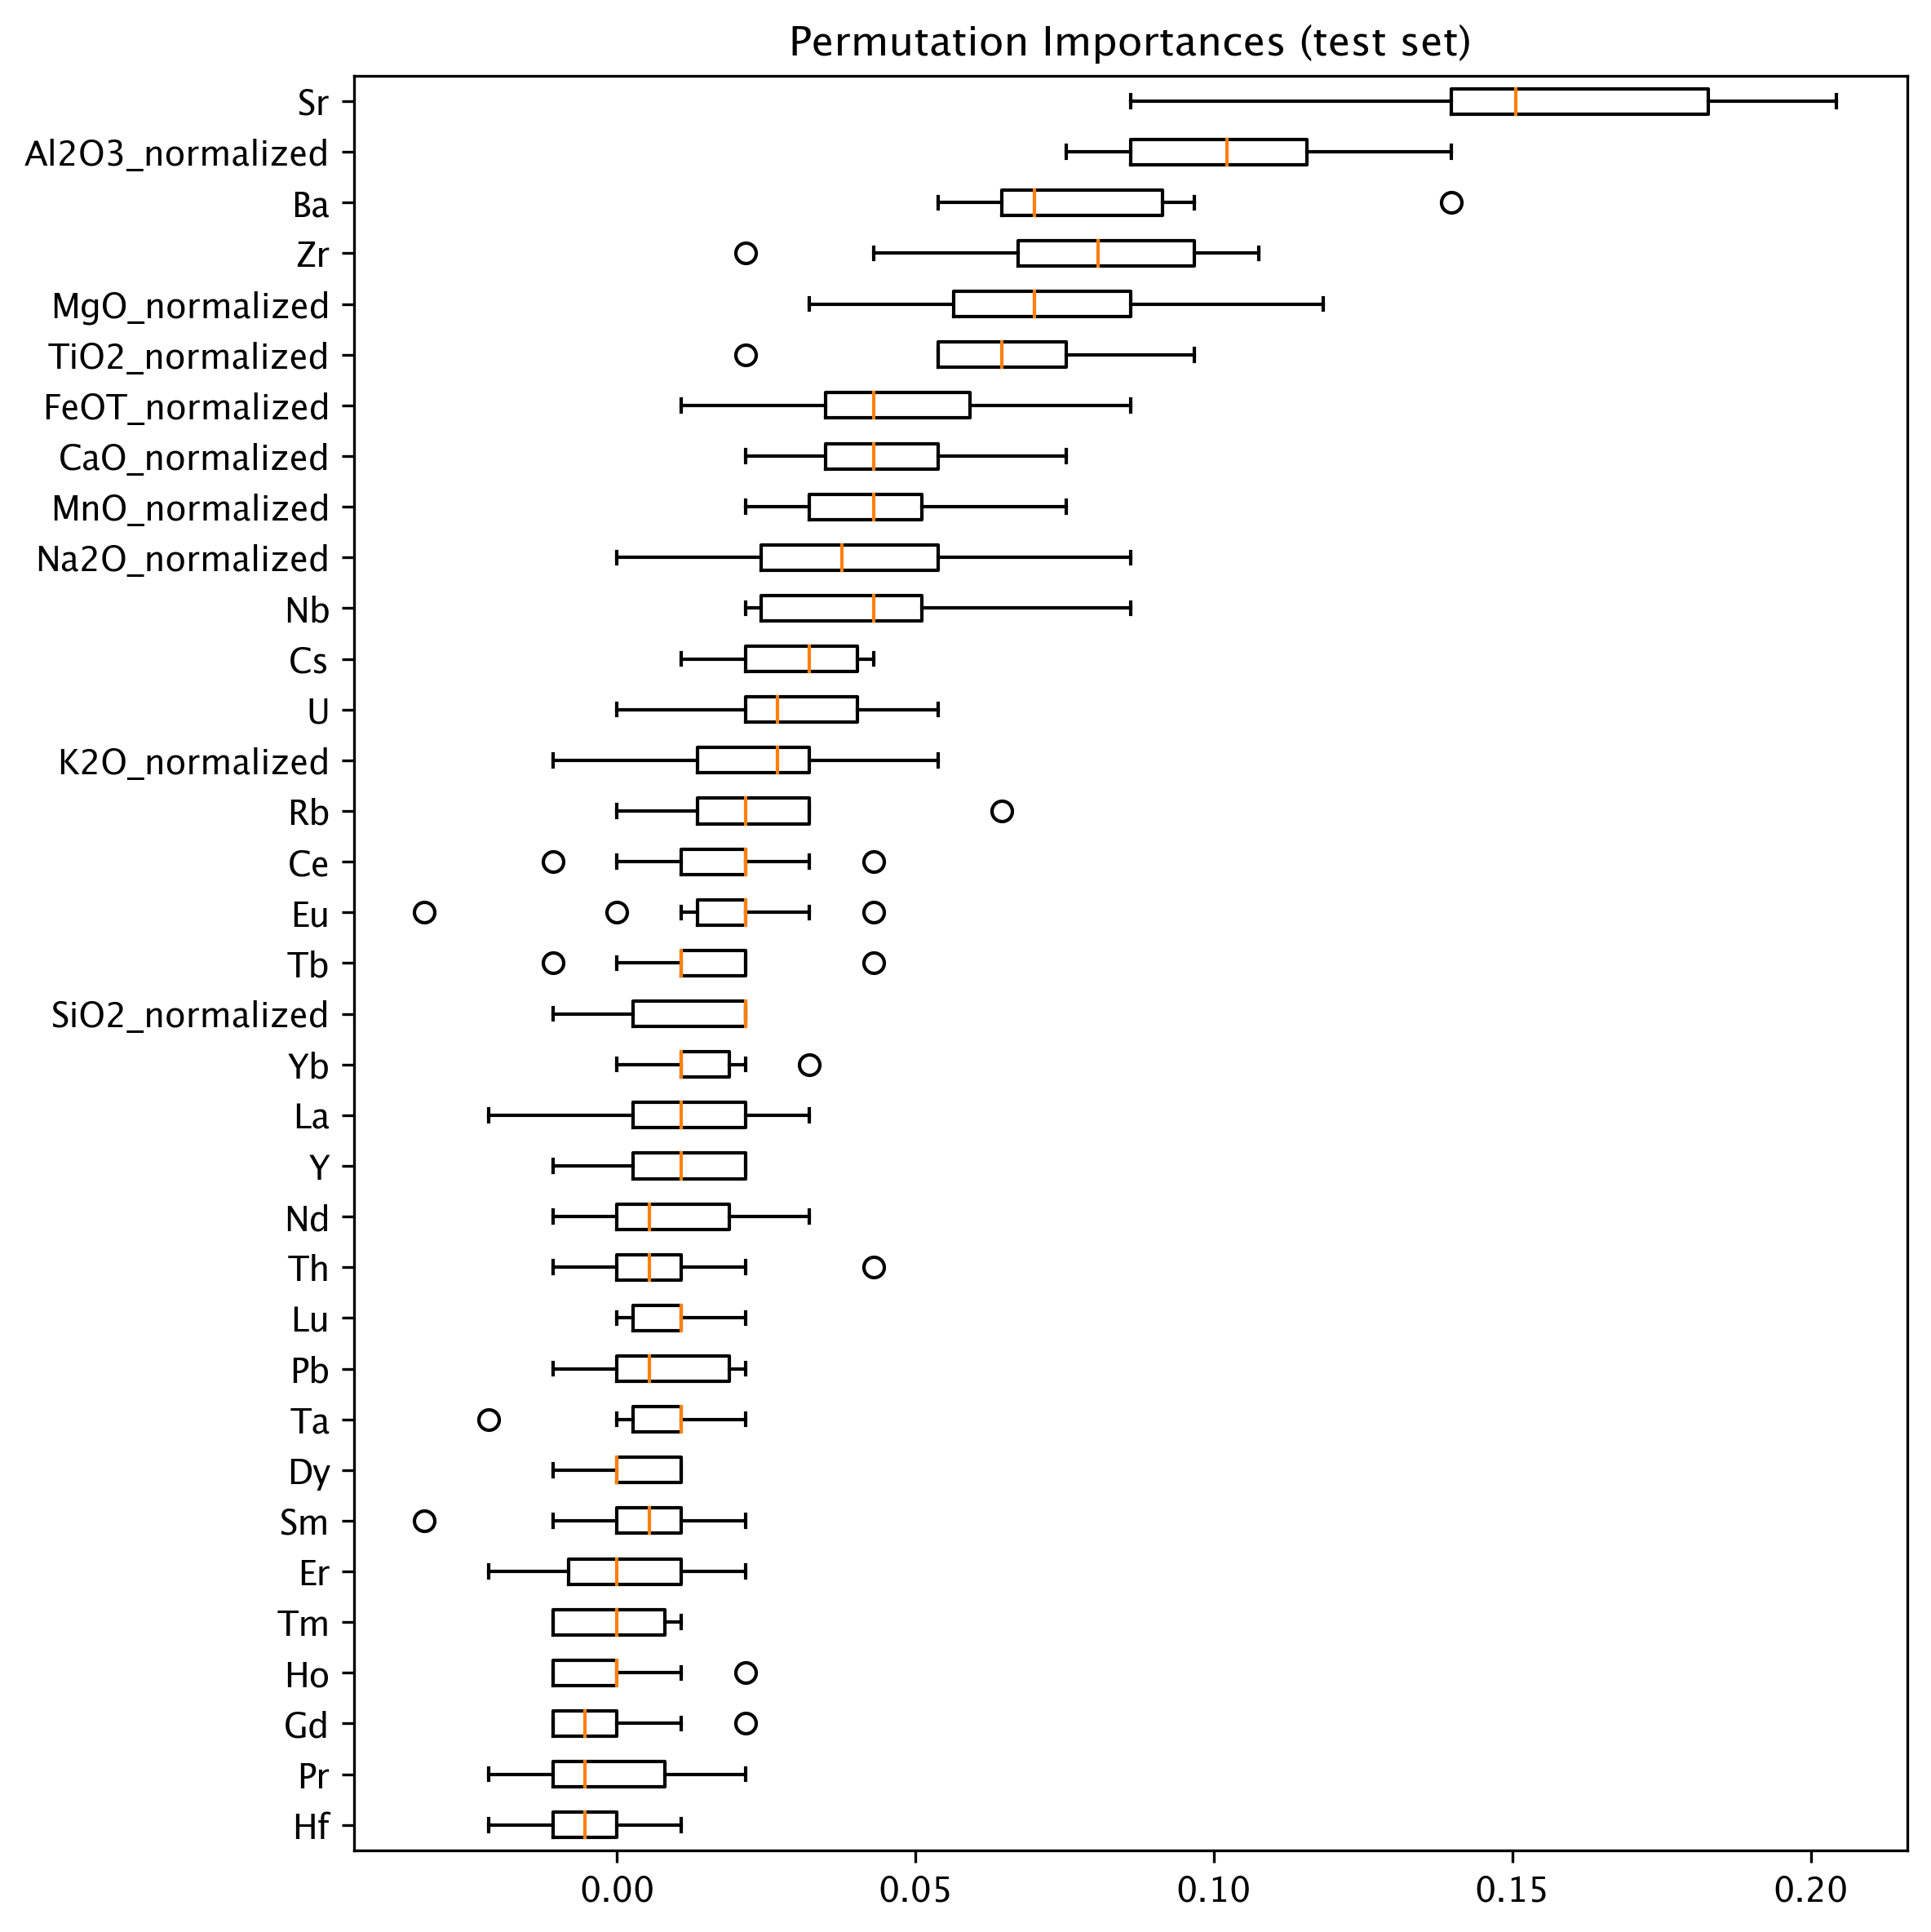 Permutation Importances (test set)
Sr
Al2O3_normalized
Ba
Zr
MgO_normalized
TiO2_normalized
FeOT_normalized
CaO_normalized
MnO_normalized
Na2O_normalized
Nb
Cs
U
K2O_normalized
Rb
Ce
Eu
Tb
SiO2_normalized
Yb
La
Y
Nd
Th
Lu
Pb
Ta
Dy
Sm
Er
Tm
Ho
Gd
Pr
Hf
0.00 0.05 0.10 0.15 0.20